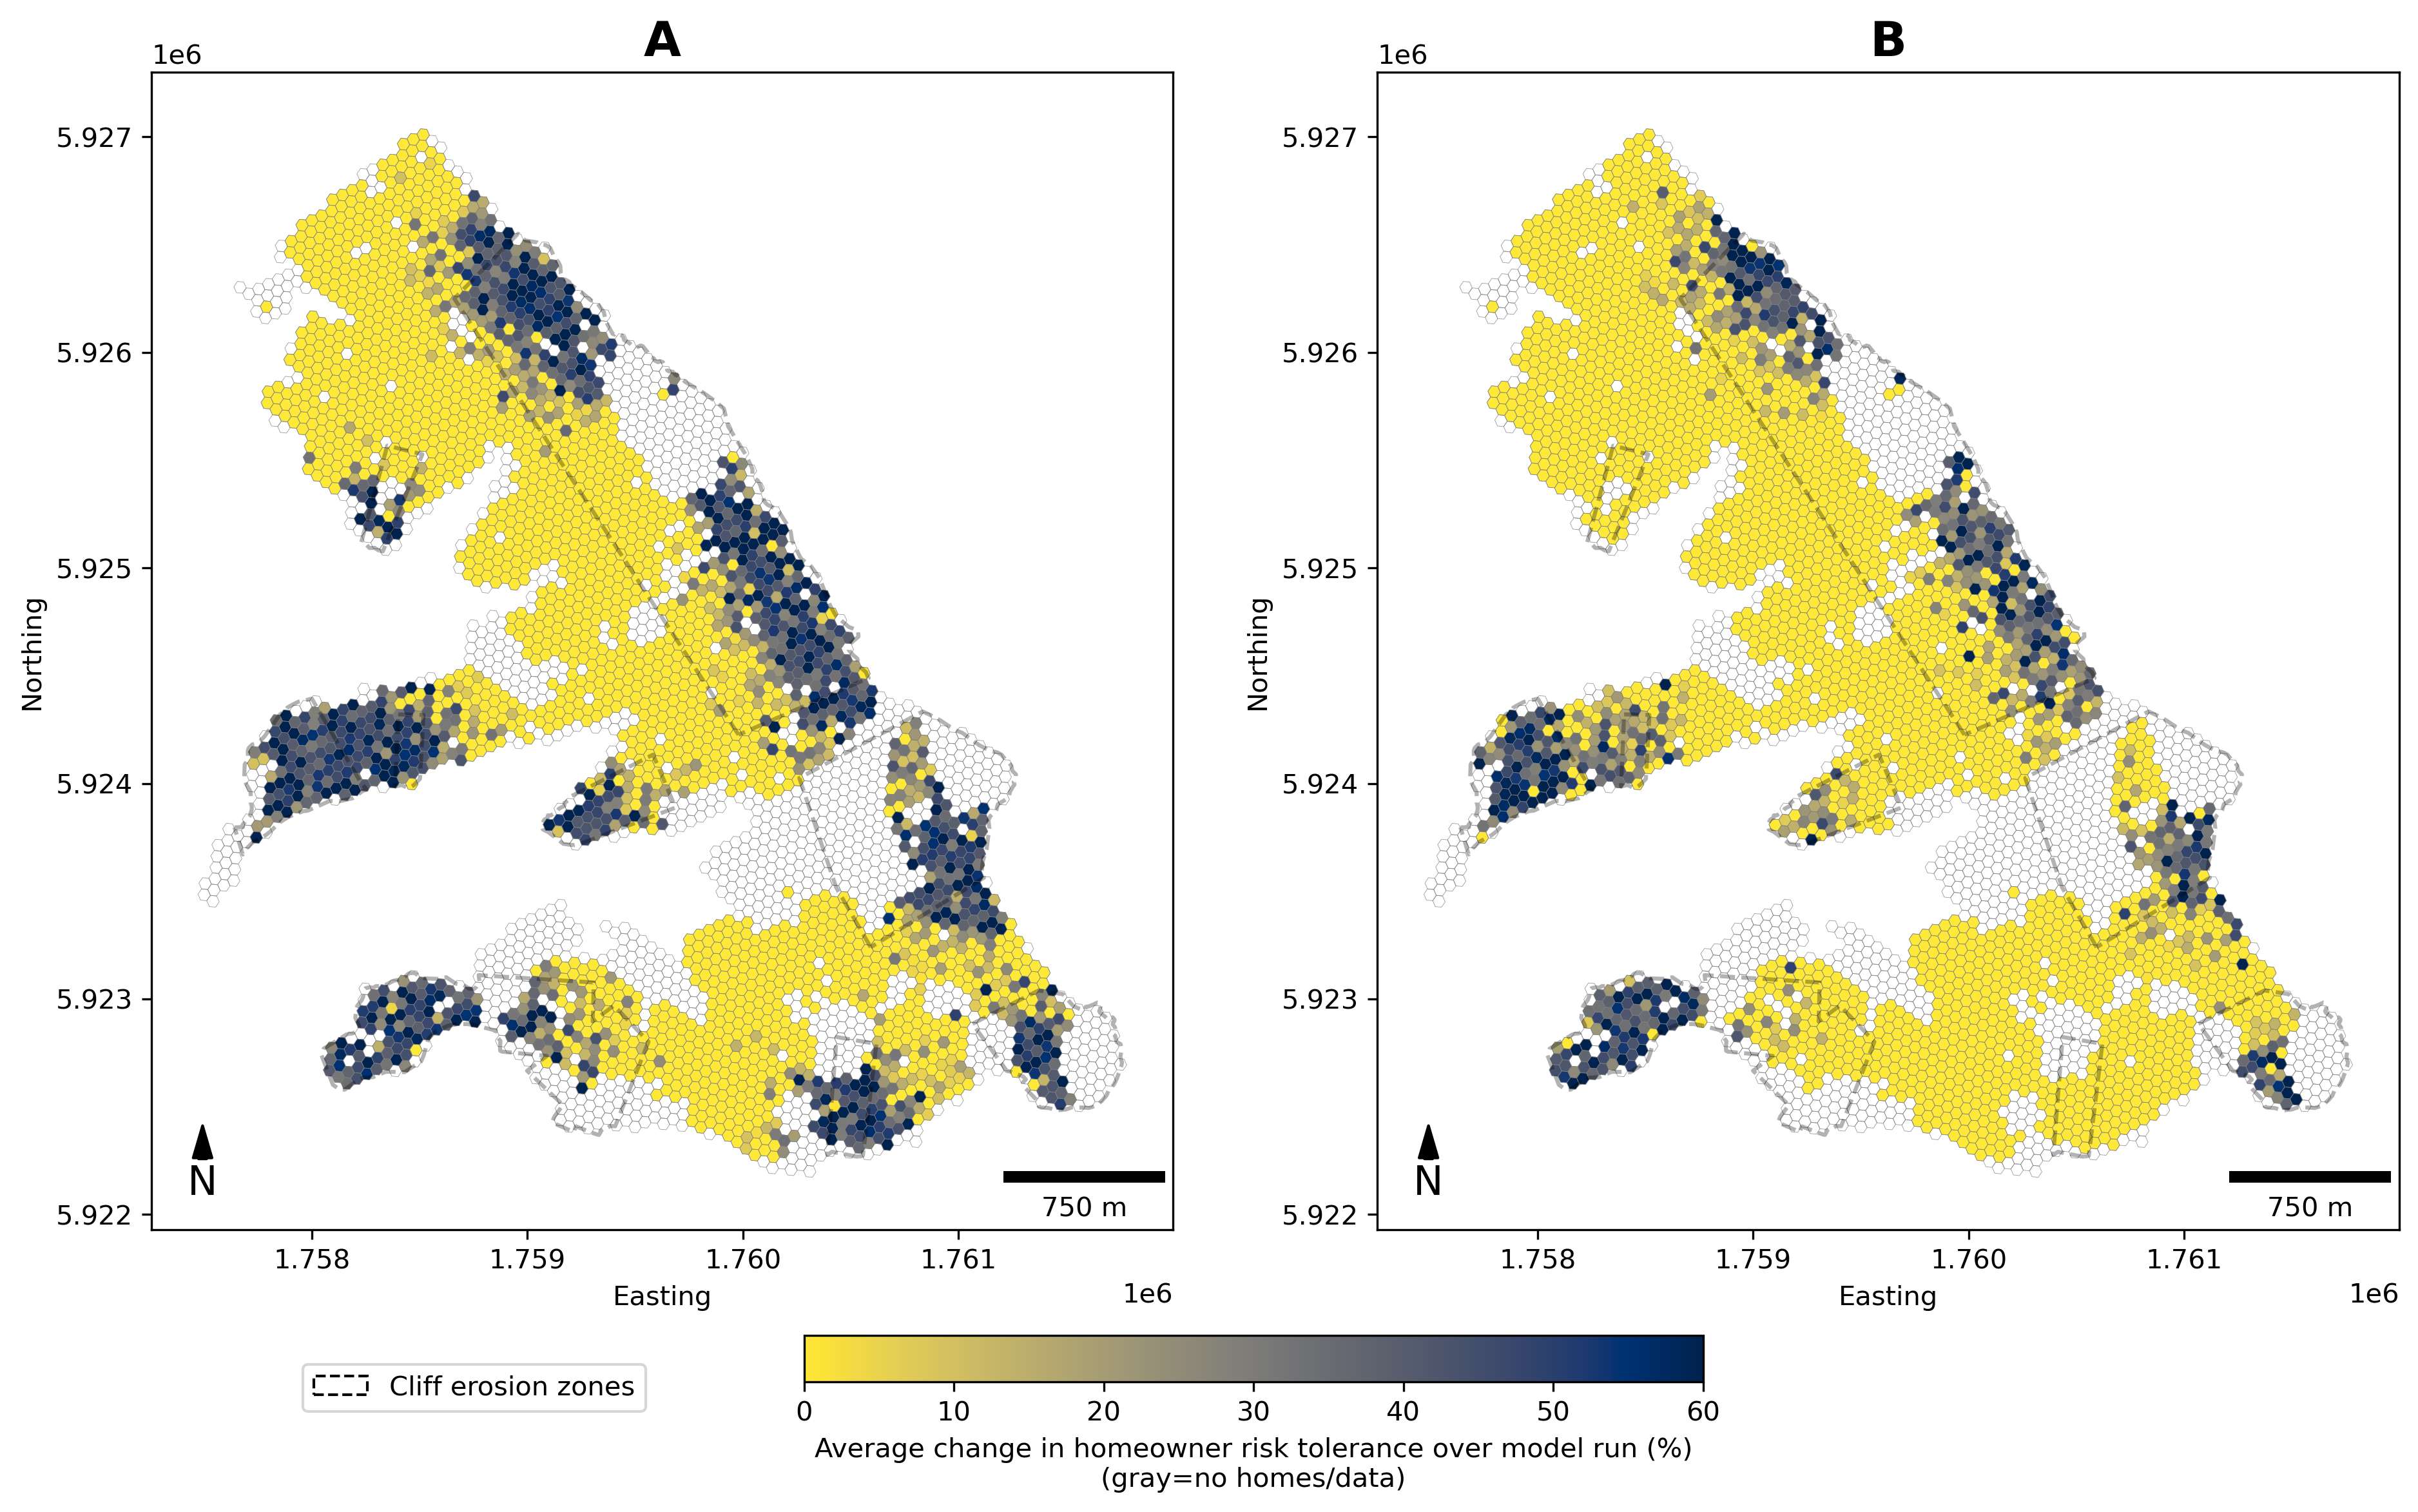 A
B
1e6
1e6
5.927
5.926
5.925
5.924
5.923
5.922
Northing
5.927
5.926
5.925
5.924
5.923
5.922
Northing
N
750 m
N
750 m
1.758
1.759
1.760
1.761
1.758
1.759
1.760
1.761
Easting
1e6
Easting
1e6
Cliff erosion zones
0
10
20
30
40
50
60
Average change in homeowner risk tolerance over model run (%)
(gray=no homes/data)